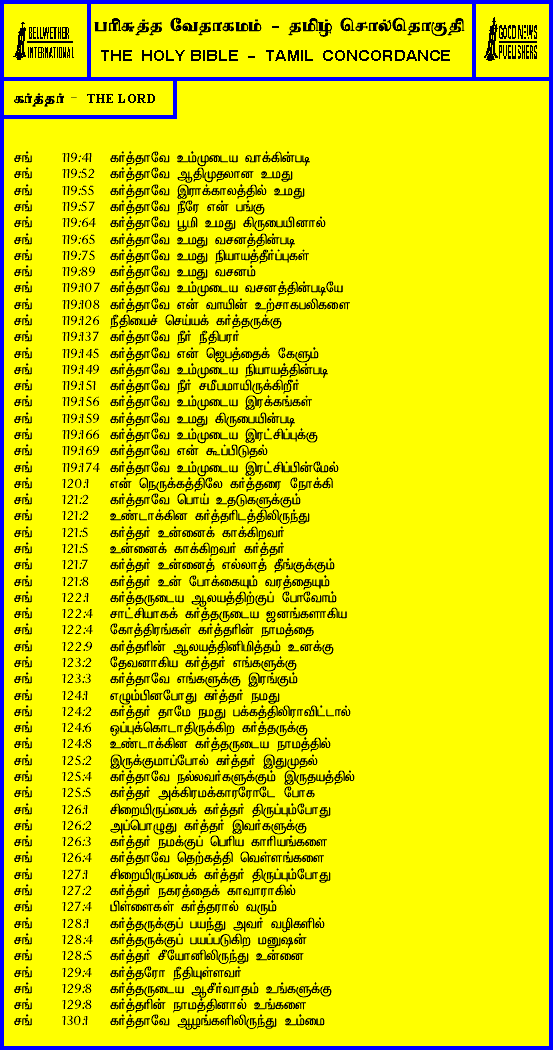 BELLWETHER
INTERNATIONAL
பரிசுத்த வேதாகமம் – தமிழ் சொல்தொகுதி
THE HOLY BIBLE – TAMIL CONCORDANCE
GOOD NEWS
PUBLISHERS
கர்த்தர் – THE LORD
சங் 119:41 கர்த்தாவே உம்முடைய வாக்கின்படி
சங் 119:52 கர்த்தாவே ஆதிமுதலான உமது
சங் 119:55 கர்த்தாவே இராக்காலத்தில் உமது
சங் 119:57 கர்த்தாவே நீரே என் பங்கு
சங் 119:64 கர்த்தாவே பூமி உமது கிருபையினால்
சங் 119:65 கர்த்தாவே உமது வசனத்தின்படி
சங் 119:75 கர்த்தாவே உமது நியாயத்தீர்ப்புகள்
சங் 119:89 கர்த்தாவே உமது வசனம்
சங் 119:107 கர்த்தாவே உம்முடைய வசனத்தின்படியே
சங் 119:108 கர்த்தாவே என் வாயின் உற்சாகபலிகளை
சங் 119:126 நீதியைச் செய்யக் கர்த்தருக்கு
சங் 119:137 கர்த்தாவே நீர் நீதிபரர்
சங் 119:145 கர்த்தாவே என் ஜெபத்தைக் கேளும்
சங் 119:149 கர்த்தாவே உம்முடைய நியாயத்தின்படி
சங் 119:151 கர்த்தாவே நீர் சமீபமாயிருக்கிறீர்
சங் 119:156 கர்த்தாவே உம்முடைய இரக்கங்கள்
சங் 119:159 கர்த்தாவே உமது கிருபையின்படி
சங் 119:166 கர்த்தாவே உம்முடைய இரட்சிப்புக்கு
சங் 119:169 கர்த்தாவே என் கூப்பிடுதல்
சங் 119:174 கர்த்தாவே உம்முடைய இரட்சிப்பின்மேல்
சங் 120:1 என் நெருக்கத்திலே கர்த்தரை நோக்கி
சங் 121:2 கர்த்தாவே பொய் உதடுகளுக்கும்
சங் 121:2 உண்டாக்கின கர்த்தரிடத்திலிருந்து
சங் 121:5 கர்த்தர் உன்னைக் காக்கிறவர்
சங் 121:5 உன்னைக் காக்கிறவர் கர்த்தர்
சங் 121:7 கர்த்தர் உன்னைத் எல்லாத் தீங்குக்கும்
சங் 121:8 கர்த்தர் உன் போக்கையும் வரத்தையும்
சங் 122:1 கர்த்தருடைய ஆலயத்திற்குப் போவோம்
சங் 122:4 சாட்சியாகக் கர்த்தருடைய ஜனங்களாகிய
சங் 122:4 கோத்திரங்கள் கர்த்தரின் நாமத்தை
சங் 122:9 கர்த்தரின் ஆலயத்தினிமித்தம் உனக்கு
சங் 123:2 தேவனாகிய கர்த்தர் எங்களுக்கு
சங் 123:3 கர்த்தாவே எங்களுக்கு இரங்கும்
சங் 124:1 எழும்பினபோது கர்த்தர் நமது
சங் 124:2 கர்த்தர் தாமே நமது பக்கத்திலிராவிட்டால்
சங் 124:6 ஒப்புக்கொடாதிருக்கிற கர்த்தருக்கு
சங் 124:8 உண்டாக்கின கர்த்தருடைய நாமத்தில்
சங் 125:2 இருக்குமாப்போல் கர்த்தர் இதுமுதல்
சங் 125:4 கர்த்தாவே நல்லவர்களுக்கும் இருதயத்தில்
சங் 125:5 கர்த்தர் அக்கிரமக்காரரோடே போக
சங் 126:1 சிறையிருப்பைக் கர்த்தர் திருப்பும்போது
சங் 126:2 அப்பொழுது கர்த்தர் இவர்களுக்கு
சங் 126:3 கர்த்தர் நமக்குப் பெரிய காரியங்களை
சங் 126:4 கர்த்தாவே தெற்கத்தி வெள்ளங்களை
சங் 127:1 சிறையிருப்பைக் கர்த்தர் திருப்பும்போது
சங் 127:2 கர்த்தர் நகரத்தைக் காவாராகில்
சங் 127:4 பிள்ளைகள் கர்த்தரால் வரும்
சங் 128:1 கர்த்தருக்குப் பயந்து அவர் வழிகளில்
சங் 128:4 கர்த்தருக்குப் பயப்படுகிற மனுஷன்
சங் 128:5 கர்த்தர் சீயோனிலிருந்து உன்னை
சங் 129:4 கர்த்தரோ நீதியுள்ளவர்
சங் 129:8 கர்த்தருடைய ஆசீர்வாதம் உங்களுக்கு
சங் 129:8 கர்த்தரின் நாமத்தினால் உங்களை
சங் 130:1 கர்த்தாவே ஆழங்களிலிருந்து உம்மை